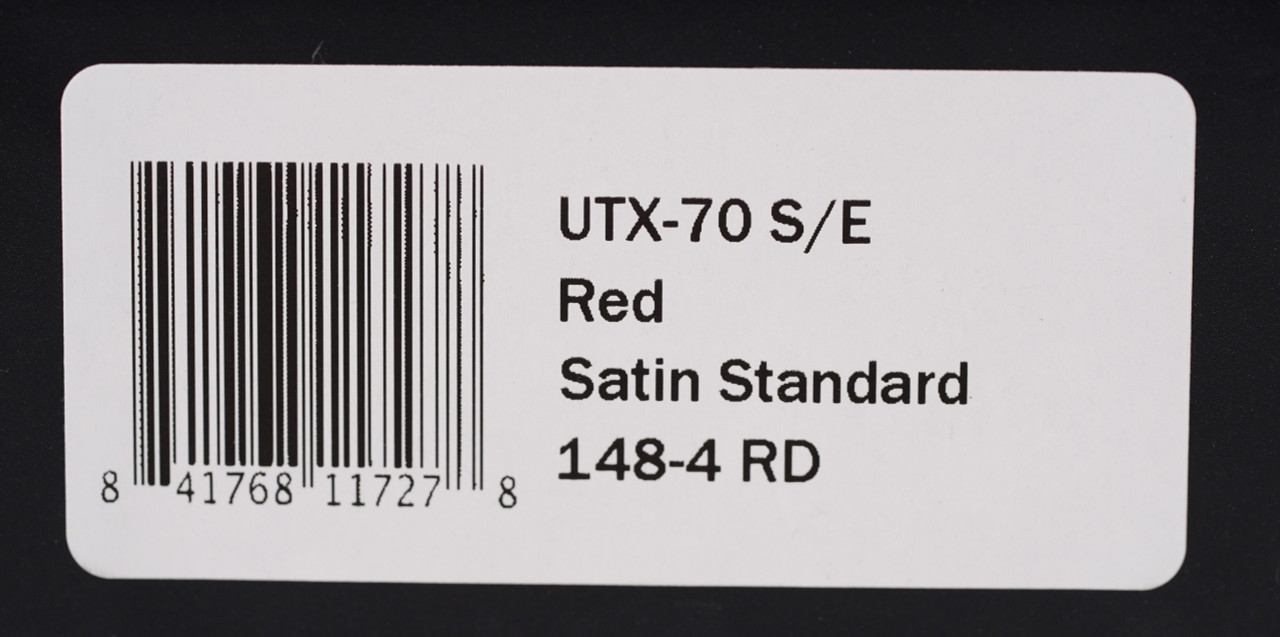 UTX-70 S/E
Red
Satin Standard
148-4 RD
8 41768 11727 8